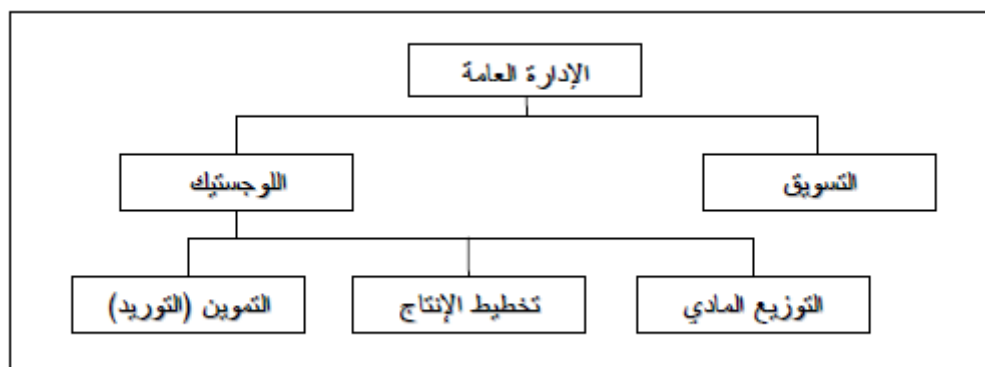 الإدارة العامة
التسويق
اللوجستيك
التوزيع المادي
تخطيط الإنتاج
التموين (التوريد)